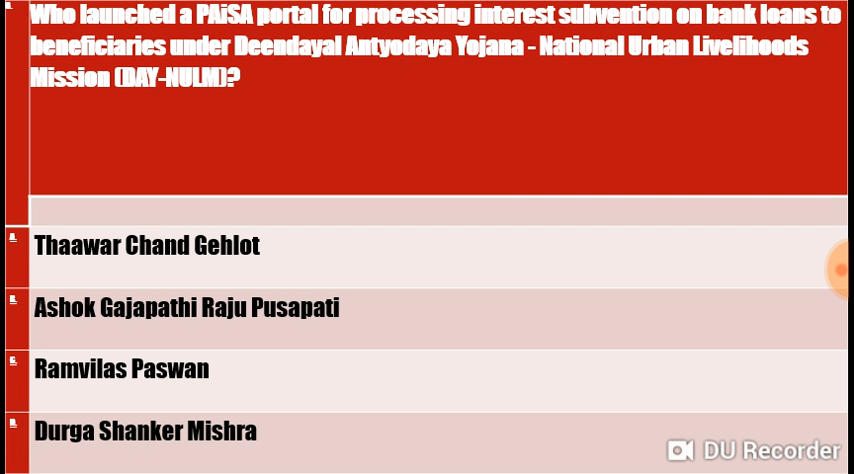 Who launched a PAiSA portal for processing interest subvention on bank loans to
beneficiaries under Deendayal Antyodaya Yojana - National Urban Livelihoods
Mission (DAY-NULM)?
Thaawar Chand Gehlot
Ashok Gajapathi Raju Pusapati
Ramvilas Paswan
Durga Shanker Mishra
DU Recorder